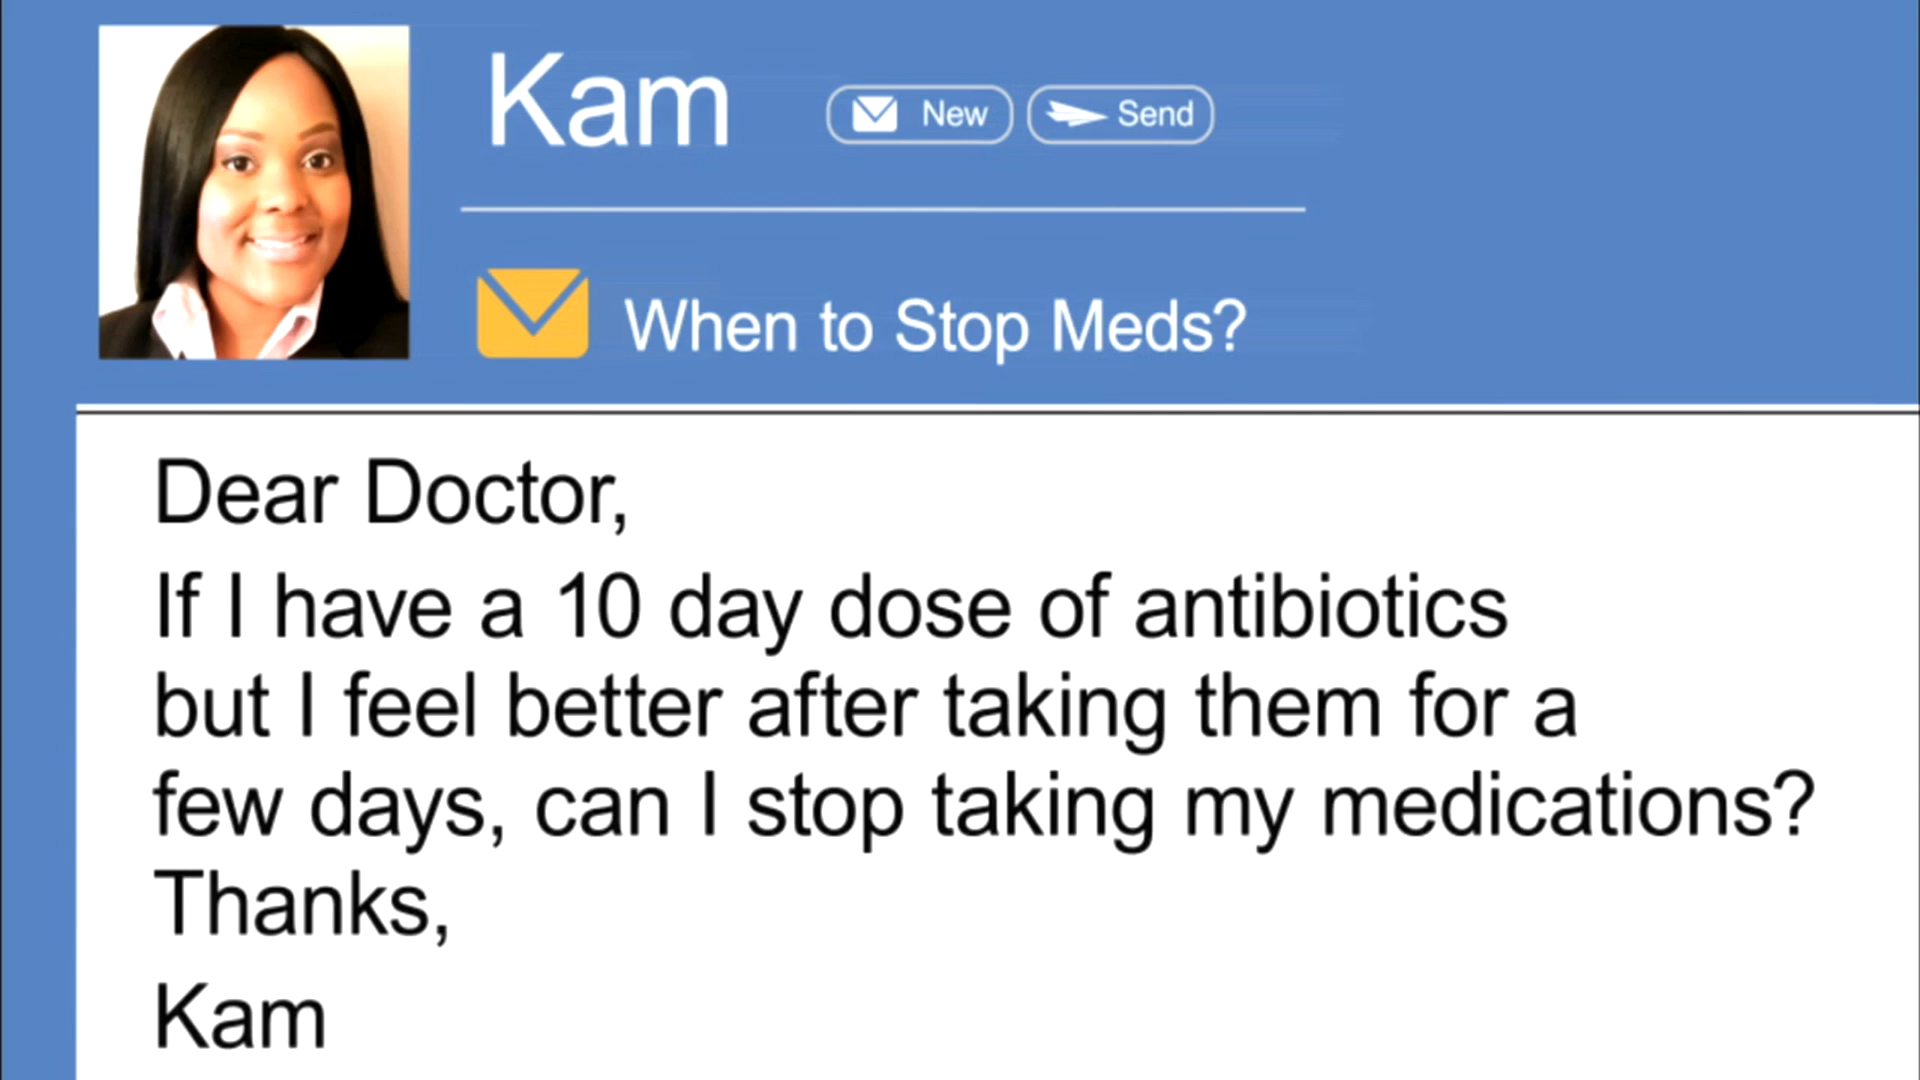 Kam
New
Send
When to Stop Meds?
Dear Doctor,
If I have a 10 day dose of antibiotics
but I feel better after taking them for a
few days, can I stop taking my medications?
Thanks,
Kam